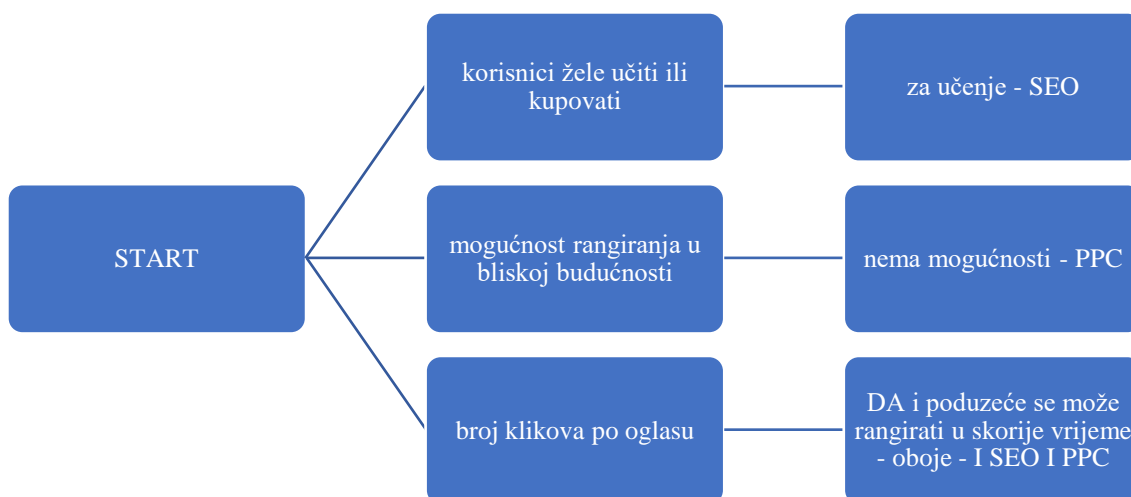 START
korisnici žele učiti ili
kupovati
za učenje - SEO
mogućnost rangiranja u
bliskoj budućnosti
nema mogućnosti - PPC
broj klikova po oglasu
DA i poduzeće se može
rangirati u skorije vrijeme
- oboje - I SEO I PPC